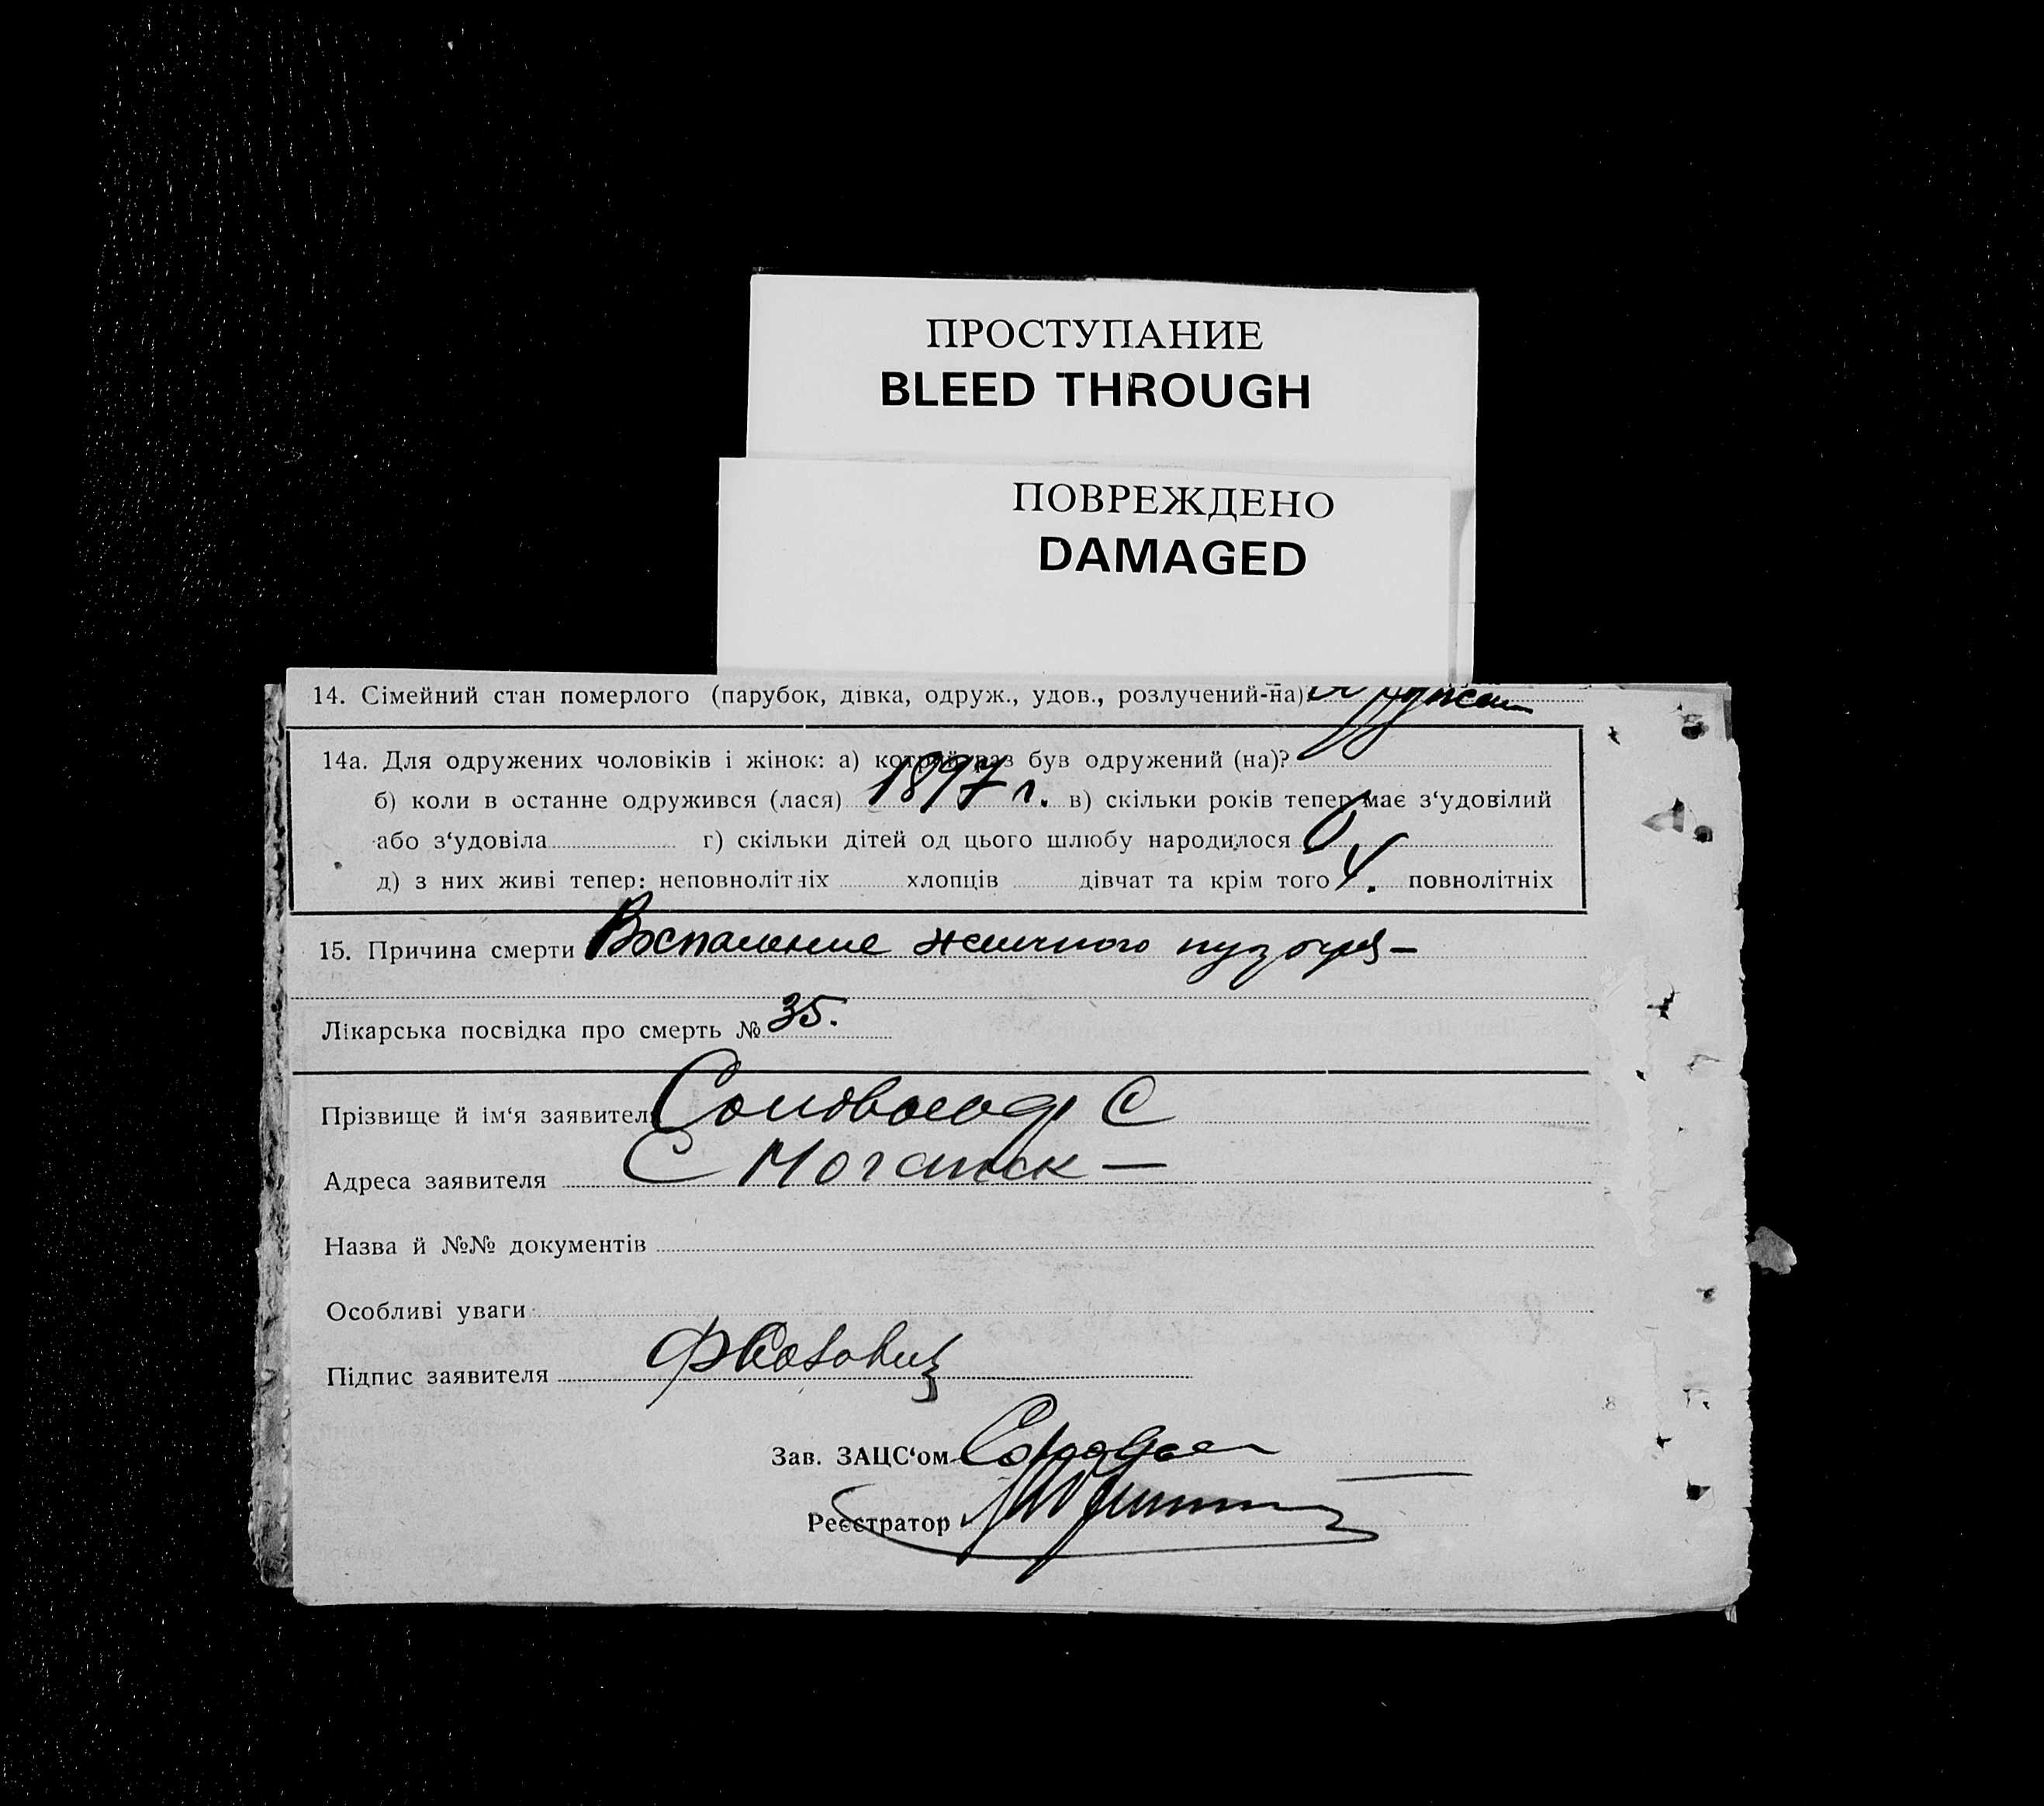 ПРОСТУПАНИЕ
BLEED THROUGH
ПОВРЕЖДЕНО
DAMAGED
14. Сімейний стан померлого (парубок, дівка, одруж., удов., розлучений-на)
14а. Для одружених чоловіків і жінок: а) котрий раз був одружений (на)?
б) коли в останне одружився (лася) 1897 г. в) скільки років тепер має з‘удовілий
або з‘удовіла г) скільки дітей од цього шлюбу народилося
д) з них живі тепер: неповнолітніх хлопців дівчат та крім того 4. повнолітніх
15. Причина смерти Воспаление желчного пузыря –
Лікарська посвідка про смерть № 35.
Прізвище й ім‘я заявителя С
Адреса заявителя С
Назва й №№ документів
Особливі уваги
Підпис заявителя
Зав. ЗАЦС‘ом
Реєстратор